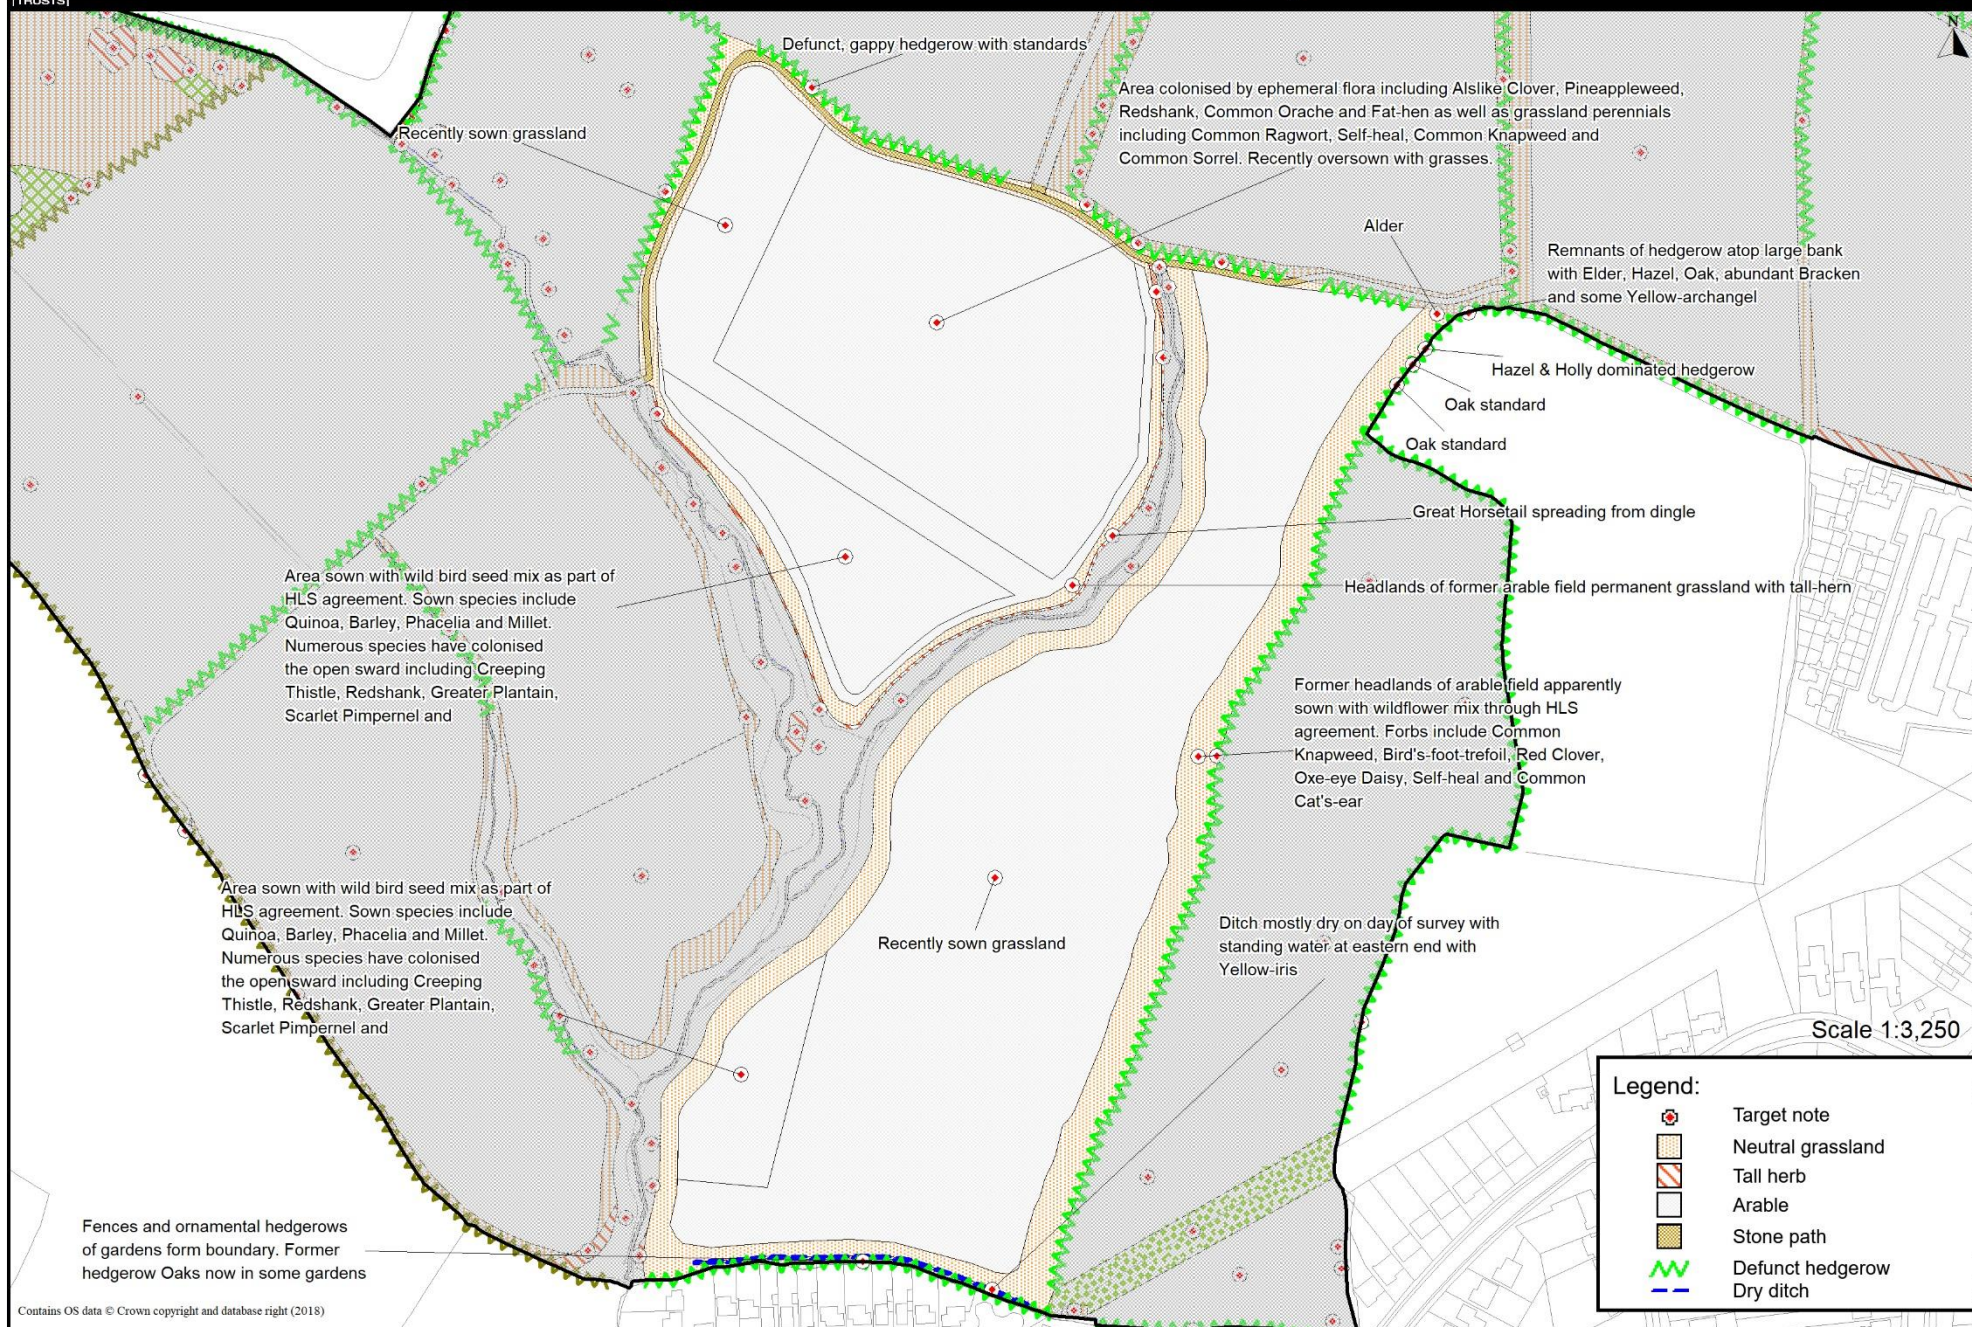 TRUSTS
N
Defunct, gappy hedgerow with standards
Area colonised by ephemeral flora including Alslike Clover, Pineappleweed,
Redshank, Common Orache and Fat-hen as well as grassland perennials
including Common Ragwort, Self-heal, Common Knapweed and
Common Sorrel. Recently oversown with grasses.
Recently sown grassland
Alder
Remnants of hedgerow atop large bank
with Elder, Hazel, Oak, abundant Bracken
and some Yellow-archangel
Hazel & Holly dominated hedgerow
Oak standard
Oak standard
Great Horsetail spreading from dingle
Headlands of former arable field permanent grassland with tall-hern
Area sown with wild bird seed mix as part of
HLS agreement. Sown species include
Quinoa, Barley, Phacelia and Millet.
Numerous species have colonised
the open sward including Creeping
Thistle, Redshank, Greater Plantain,
Scarlet Pimpernel and
Former headlands of arable field apparently
sown with wildflower mix through HLS
agreement. Forbs include Common
Knapweed, Bird's-foot-trefoil, Red Clover,
Oxe-eye Daisy, Self-heal and Common
Cat's-ear
Area sown with wild bird seed mix as part of
HLS agreement. Sown species include
Quinoa, Barley, Phacelia and Millet.
Numerous species have colonised
the open sward including Creeping
Thistle, Redshank, Greater Plantain,
Scarlet Pimpernel and
Recently sown grassland
Ditch mostly dry on day of survey with
standing water at eastern end with
Yellow-iris
Fences and ornamental hedgerows
of gardens form boundary. Former
hedgerow Oaks now in some gardens
Scale 1:3,250
Legend:
Target note
Neutral grassland
Tall herb
Arable
Stone path
Defunct hedgerow
Dry ditch
Contains OS data © Crown copyright and database right (2018)